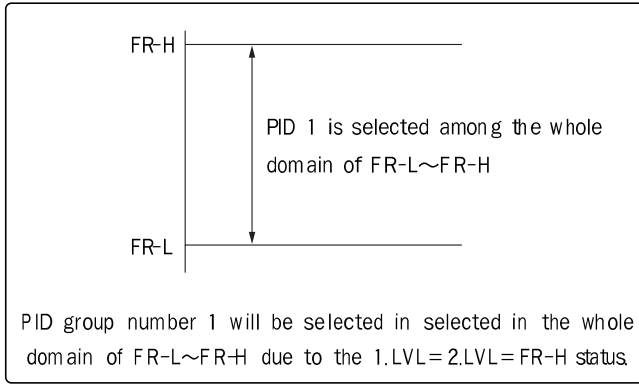 FR-H
PID 1 is selected among the whole
domain of FR-L~FR-H
FR-L
PID group number 1 will be selected in selected in the whole
domain of FR-L~FR-H due to the 1.LVL=2.LVL=FR-H status.